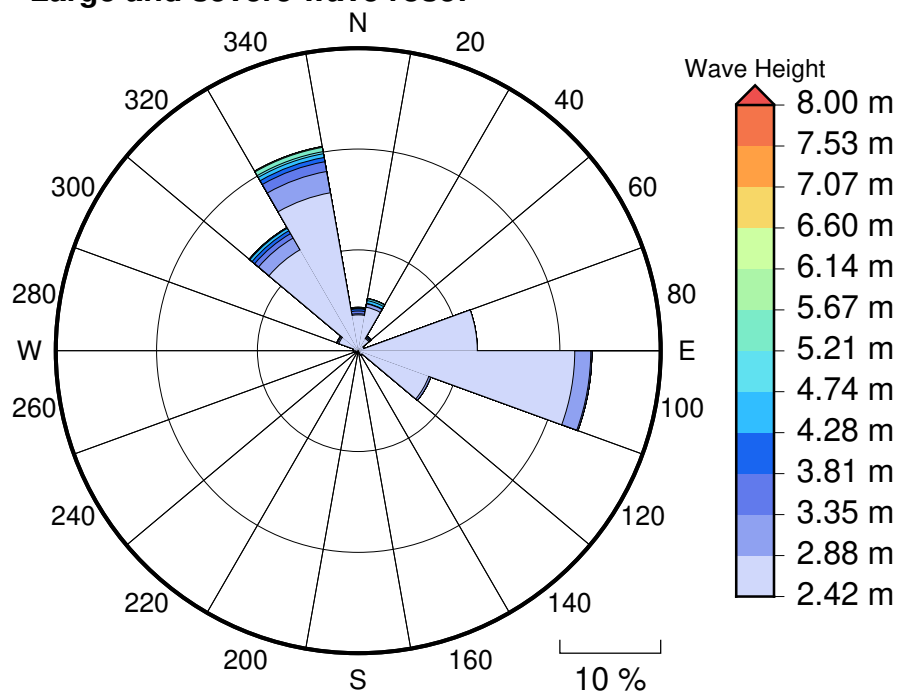 Large and severe wave rose:
N
340
20
320
40
300
60
280
80
W
E
260
100
240
120
220
140
200
160
S
10 %
Wave Height
8.00 m
7.53 m
7.07 m
6.60 m
6.14 m
5.67 m
5.21 m
4.74 m
4.28 m
3.81 m
3.35 m
2.88 m
2.42 m